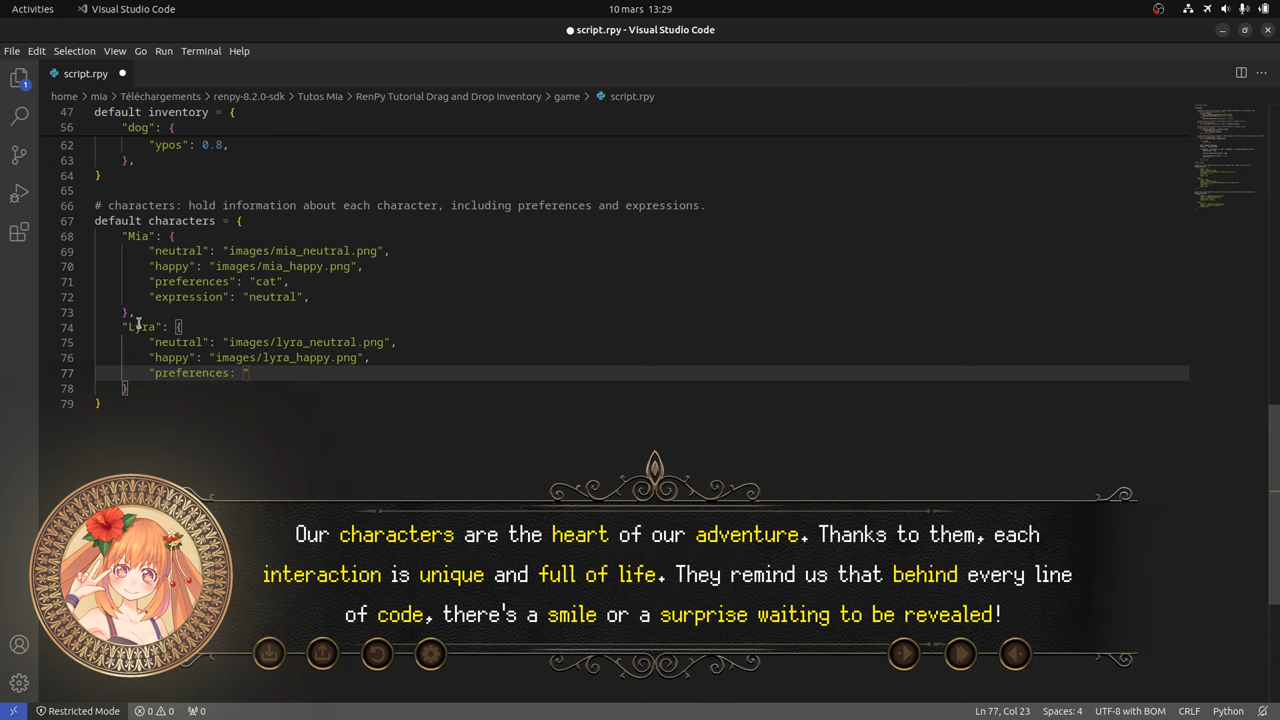 Activities
Visual Studio Code
10 mars 13:29
● script.rpy - Visual Studio Code
File Edit Selection View Go Run Terminal Help
script.rpy
home > mia > Téléchargements > renpy-8.2.0-sdk > Tutos Mia > RenPy Tutorial Drag and Drop Inventory > game > script.rpy
47 default inventory = {
56 "dog": {
62 "ypos": 0.8,
63 },
64 }
65
66 # characters: hold information about each character, including preferences and expressions.
67 default characters = {
68 "Mia": {
69 "neutral": "images/mia_neutral.png",
70 "happy": "images/mia_happy.png",
71 "preferences": "cat",
72 "expression": "neutral",
73 },
74 "Lyra": {
75 "neutral": "images/lyra_neutral.png",
76 "happy": "images/lyra_happy.png",
77 "preferences: "
78 }
79 }
1
Our characters are the heart of our adventure. Thanks to them, each
interaction is unique and full of life. They remind us that behind every line
of code, there's a smile or a surprise waiting to be revealed!
Restricted Mode 0 0 0 Ln 77, Col 23 Spaces: 4 UTF-8 with BOM CRLF Python